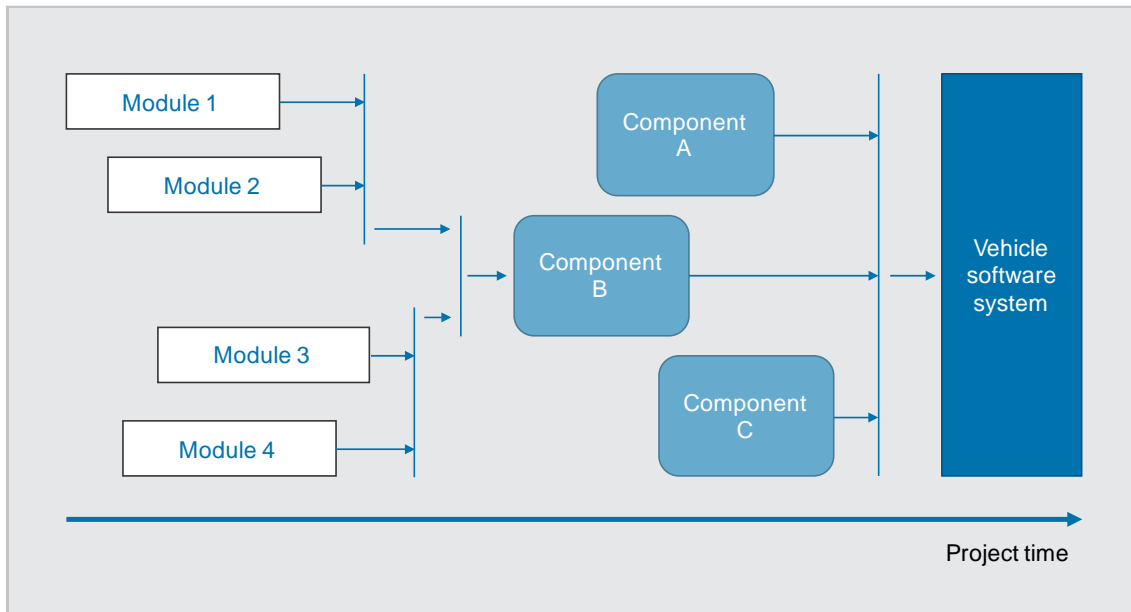 Module 1
Module 2
Module 3
Module 4
Component
A
Component
B
Component
C
Vehicle
software
system
Project time